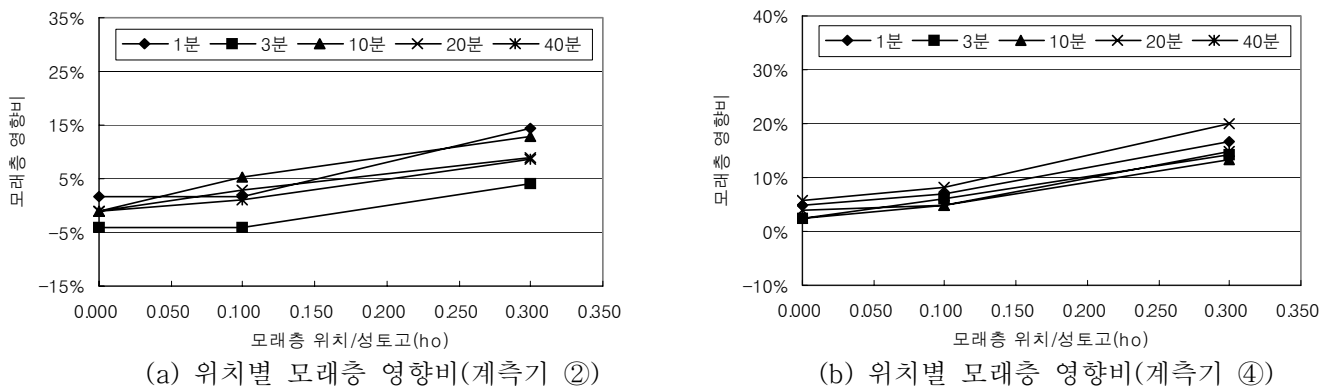 35%
25%
15%
5%
-5%
-15%
모래층 영향비
1분 3분 10분 20분 40분
0.000 0.050 0.100 0.150 0.200 0.250 0.300 0.350
모래층 위치/성토고(ho)
(a) 위치별 모래층 영향비(계측기 ②)
40%
30%
20%
10%
0%
-10%
모래층 영향비
1분 3분 10분 20분 40분
0.000 0.050 0.100 0.150 0.200 0.250 0.300 0.350
모래층 위치/성토고(ho)
(b) 위치별 모래층 영향비(계측기 ④)